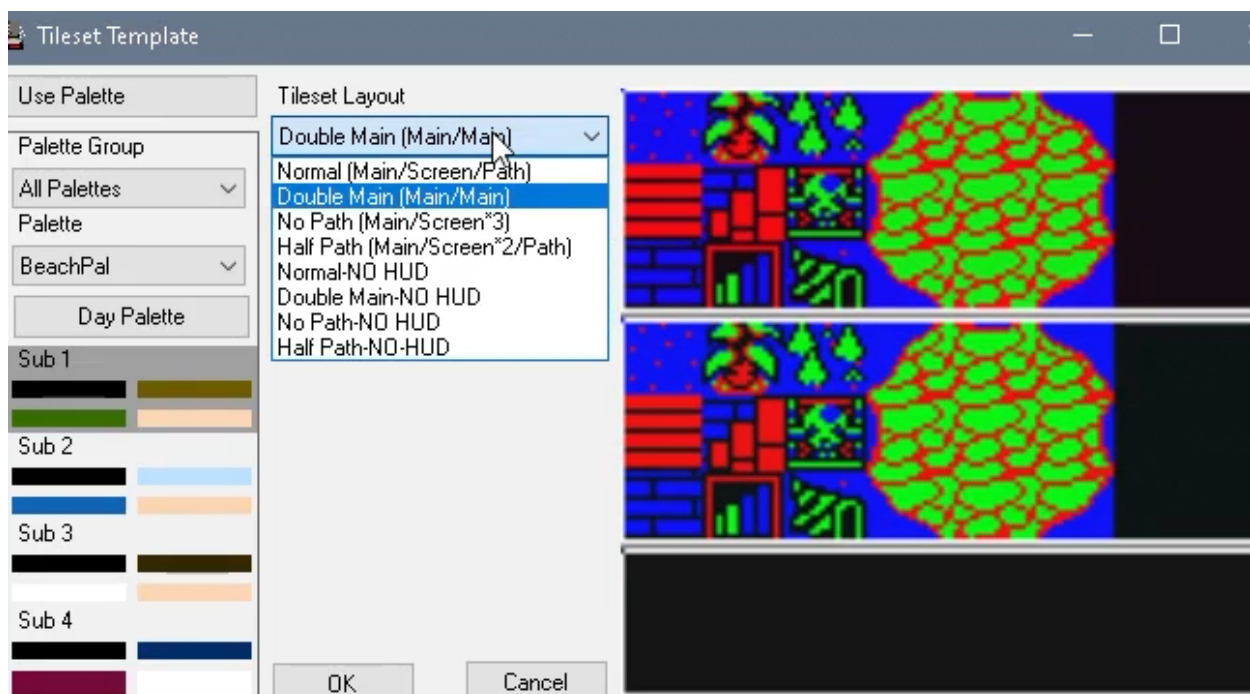 Tileset Template
Use Palette
Palette Group
All Palettes
Palette
BeachPal
Day Palette
Sub 1
Sub 2
Sub 3
Sub 4
Tileset Layout
Double Main (Main/Main)
Normal (Main/Screen/Path)
Double Main (Main/Main)
No Path (Main/Screen*3)
Half Path (Main/Screen*2/Path)
Normal-NO HUD
Double Main-NO HUD
No Path-NO HUD
Half Path-NO-HUD
OK
Cancel